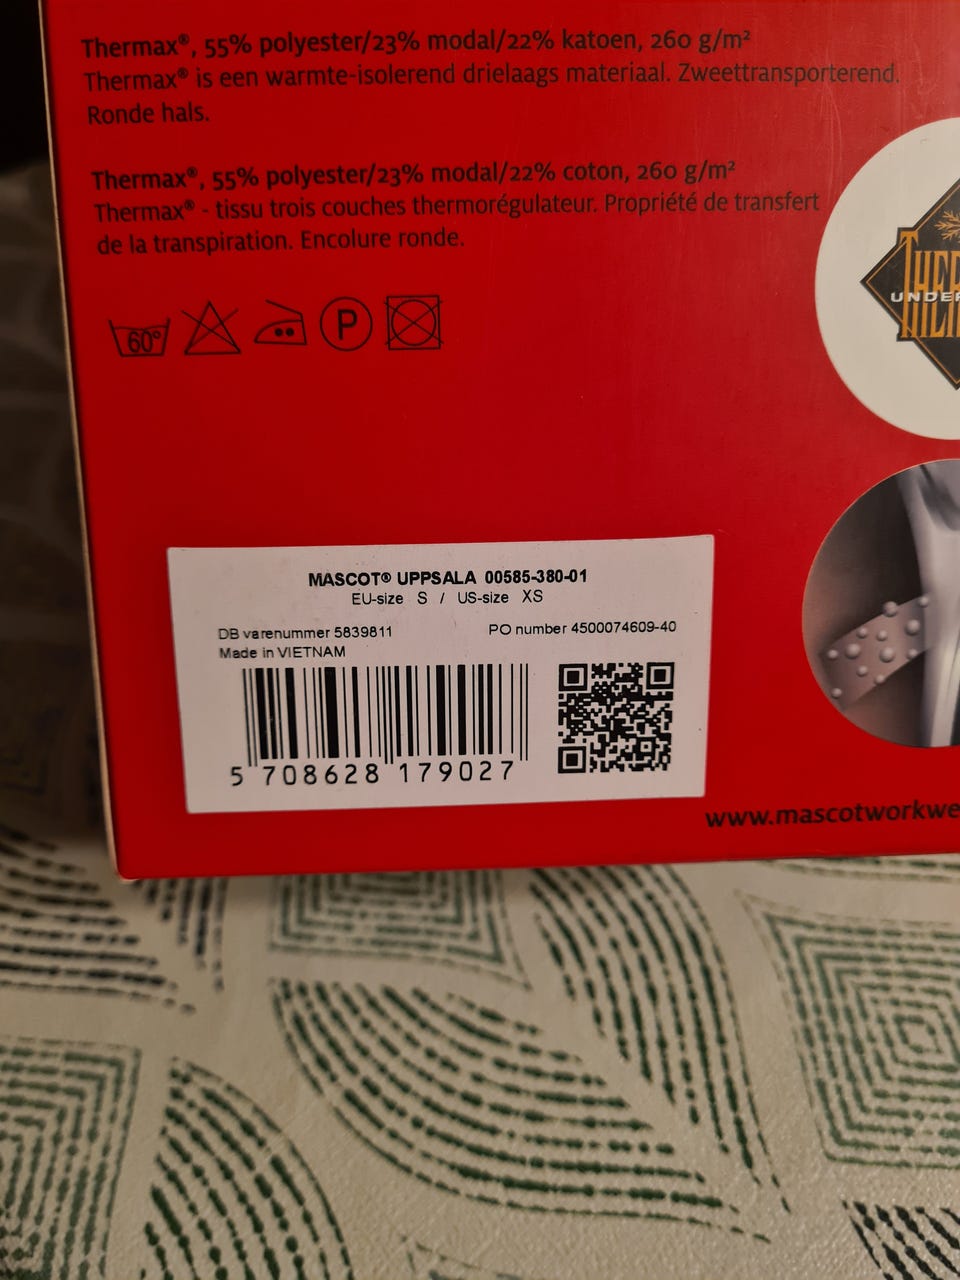 Thermax®, 55% polyester/23% modal/22% katoen, 260 g/m²
Thermax® is een warmte-isolerend drielaags materiaal. Zweettransporterend.
Ronde hals.
Thermax®, 55% polyester/23% modal/22% coton, 260 g/m²
Thermax® - tissu trois couches thermorégulateur. Propriété de transfert
de la transpiration. Encolure ronde.
60°
P
MASCOT® UPPSALA 00585-380-01
EU-size S / US-size XS
DB varenummer 5839811
PO number 4500074609-40
Made in VIETNAM
5 708628 179027
www.mascotworkwe